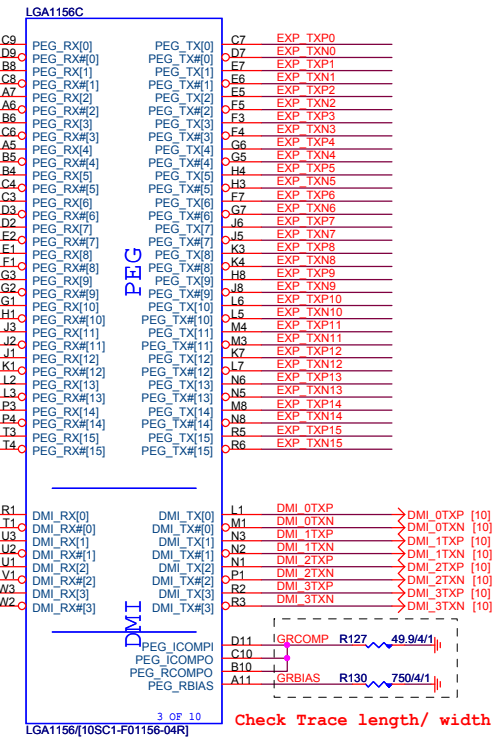 LGA1156C
C9 PEG_RX[0] PEG_TX[0] C7 EXP_TXP0
D9 PEG_RX#[0] PEG_TX#[0] D7 EXP_TXN0
B8 PEG_RX[1] PEG_TX[1] E7 EXP_TXP1
C8 PEG_RX#[1] PEG_TX#[1] E6 EXP_TXN1
A7 PEG_RX[2] PEG_TX[2] E5 EXP_TXP2
A6 PEG_RX#[2] PEG_TX#[2] F5 EXP_TXN2
B6 PEG_RX[3] PEG_TX[3] F3 EXP_TXP3
C6 PEG_RX#[3] PEG_TX#[3] F4 EXP_TXN3
A5 PEG_RX[4] PEG_TX[4] G6 EXP_TXP4
B5 PEG_RX#[4] PEG_TX#[4] G5 EXP_TXN4
B4 PEG_RX[5] PEG_TX[5] H4 EXP_TXP5
C4 PEG_RX#[5] PEG_TX#[5] H3 EXP_TXN5
C3 PEG_RX[6] PEG_TX[6] F7 EXP_TXP6
D3 PEG_RX#[6] PEG_TX#[6] G7 EXP_TXN6
D2 PEG_RX[7] PEG_TX[7] J6 EXP_TXP7
E2 PEG_RX#[7] PEG_TX#[7] J5 EXP_TXN7
E1 PEG_RX[8] PEG_TX[8] K3 EXP_TXP8
F1 PEG_RX#[8] PEG_TX#[8] K4 EXP_TXN8
G3 PEG_RX[9] PEG_TX[9] H8 EXP_TXP9
G2 PEG_RX#[9] PEG_TX#[9] J8 EXP_TXN9
G1 PEG_RX[10] PEG_TX[10] L6 EXP_TXP10
H1 PEG_RX#[10] PEG_TX#[10] L5 EXP_TXN10
J3 PEG_RX[11] PEG_TX[11] M4 EXP_TXP11
J2 PEG_RX#[11] PEG_TX#[11] M3 EXP_TXN11
J1 PEG_RX[12] PEG_TX[12] K7 EXP_TXP12
K1 PEG_RX#[12] PEG_TX#[12] L7 EXP_TXN12
L2 PEG_RX[13] PEG_TX[13] N6 EXP_TXP13
L3 PEG_RX#[13] PEG_TX#[13] N5 EXP_TXN13
P3 PEG_RX[14] PEG_TX[14] M8 EXP_TXP14
P4 PEG_RX#[14] PEG_TX#[14] N8 EXP_TXN14
T3 PEG_RX[15] PEG_TX[15] R5 EXP_TXP15
T4 PEG_RX#[15] PEG_TX#[15] R6 EXP_TXN15
PEG
R1 DMI_RX[0] DMI_TX[0] L1 DMI_0TXP DMI_0TXP [10]
T1 DMI_RX#[0] DMI_TX#[0] M1 DMI_0TXN DMI_0TXN [10]
U3 DMI_RX[1] DMI_TX[1] N3 DMI_1TXP DMI_1TXP [10]
U2 DMI_RX#[1] DMI_TX#[1] N2 DMI_1TXN DMI_1TXN [10]
U1 DMI_RX[2] DMI_TX[2] N1 DMI_2TXP DMI_2TXP [10]
V1 DMI_RX#[2] DMI_TX#[2] P1 DMI_2TXN DMI_2TXN [10]
W3 DMI_RX[3] DMI_TX[3] R2 DMI_3TXP DMI_3TXP [10]
W2 DMI_RX#[3] DMI_TX#[3] R3 DMI_3TXN DMI_3TXN [10]
DMI
PEG_ICOMPI D11 GRCOMP R127 49.9/4/1
PEG_ICOMPO C10
PEG_RCOMPO B10
PEG_RBIAS A11 GRBIAS R130 750/4/1
3 OF 10
Check Trace length/ width
LGA1156/[10SC1-F01156-04R]